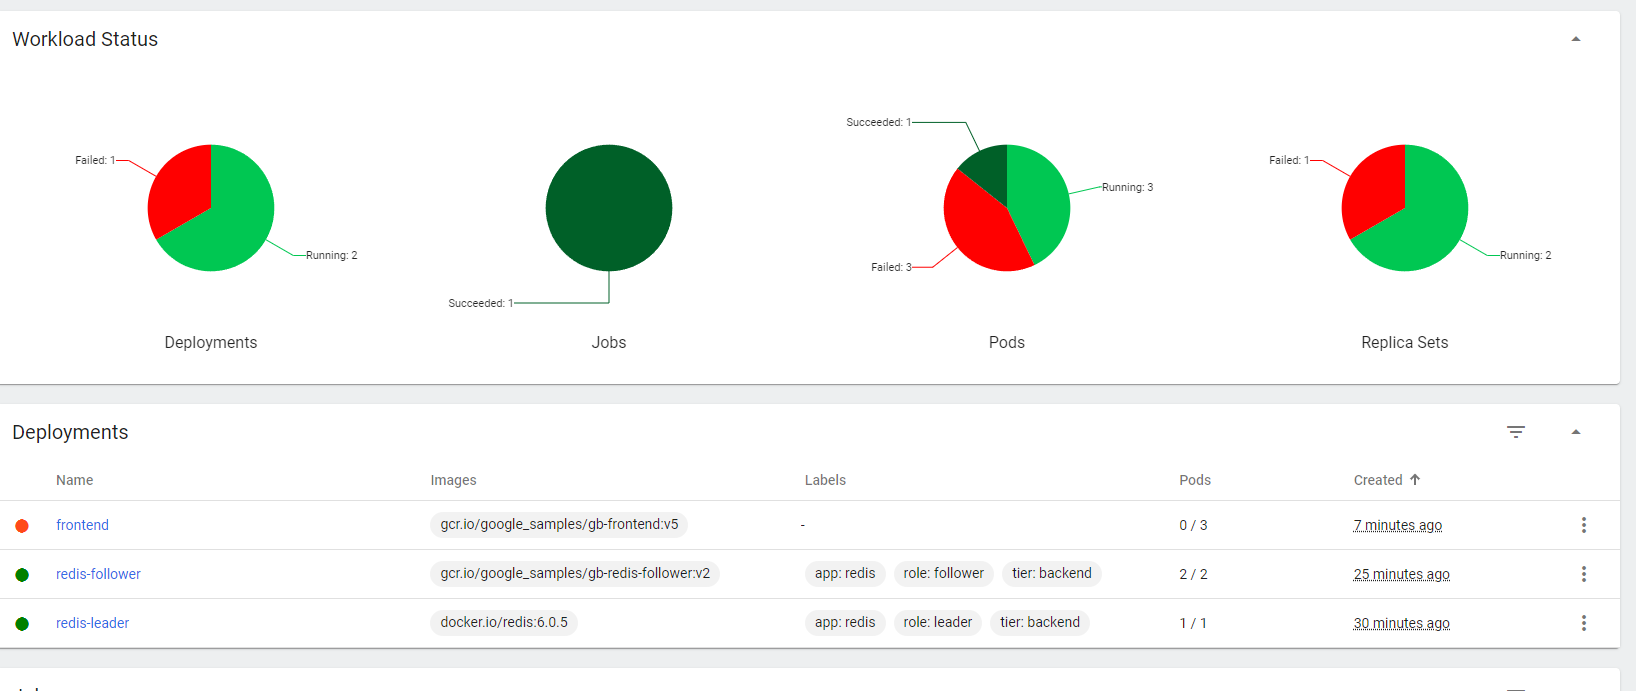 Workload Status
Succeeded: 1
Failed: 1
Failed: 1
Running: 3
Running: 2
Running: 2
Failed: 3
Succeeded: 1
Deployments
Jobs
Pods
Replica Sets
Deployments
Name Images Labels Pods Created
frontend gcr.io/google_samples/gb-frontend:v5 - 0 / 3 7 minutes ago
redis-follower gcr.io/google_samples/gb-redis-follower:v2 app: redis role: follower tier: backend 2 / 2 25 minutes ago
redis-leader docker.io/redis:6.0.5 app: redis role: leader tier: backend 1 / 1 30 minutes ago